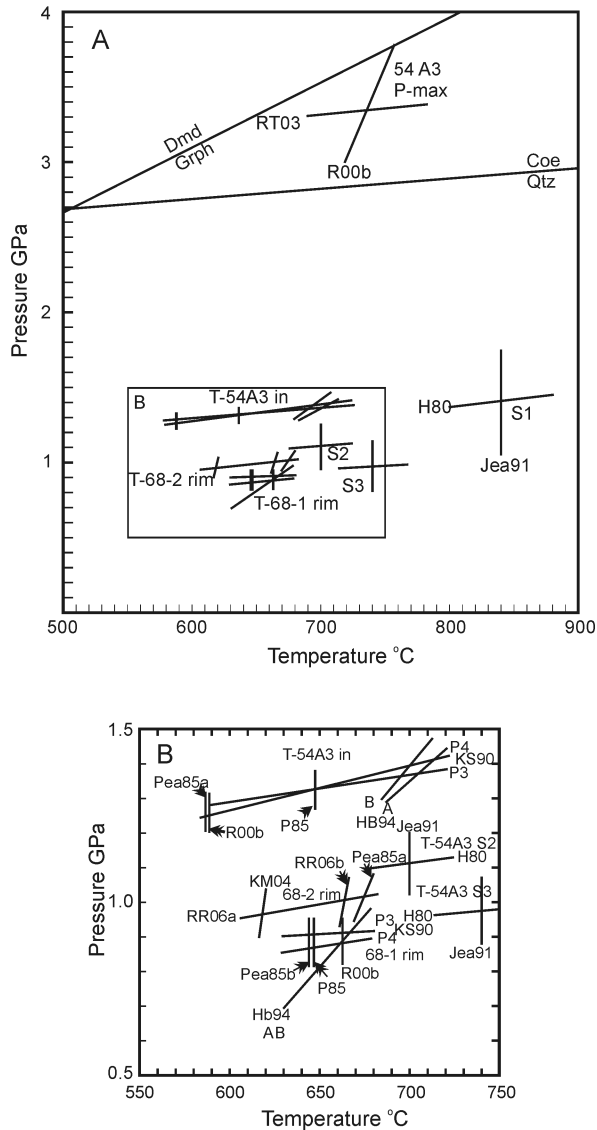 A
4
3
2
1
Pressure GPa
500
600
700
800
900
Temperature °C
Dmd
Grph
54 A3
P-max
RT03
R00b
Coe
Qtz
B
T-54A3 in
H80
S1
S2
T-68-2 rim
S3
Jea91
T-68-1 rim
B
1.5
1.0
0.5
Pressure GPa
550
600
650
700
750
Temperature °C
T-54A3 in
P4
KS90
P3
Pea85a
B
A
R00b
P85
HB94
Jea91
T-54A3 S2
RR06b
Pea85a
H80
KM04
68-2 rim
T-54A3 S3
RR06a
P3
H80
KS90
P4
68-1 rim
Jea91
Pea85b
R00b
P85
Hb94
AB